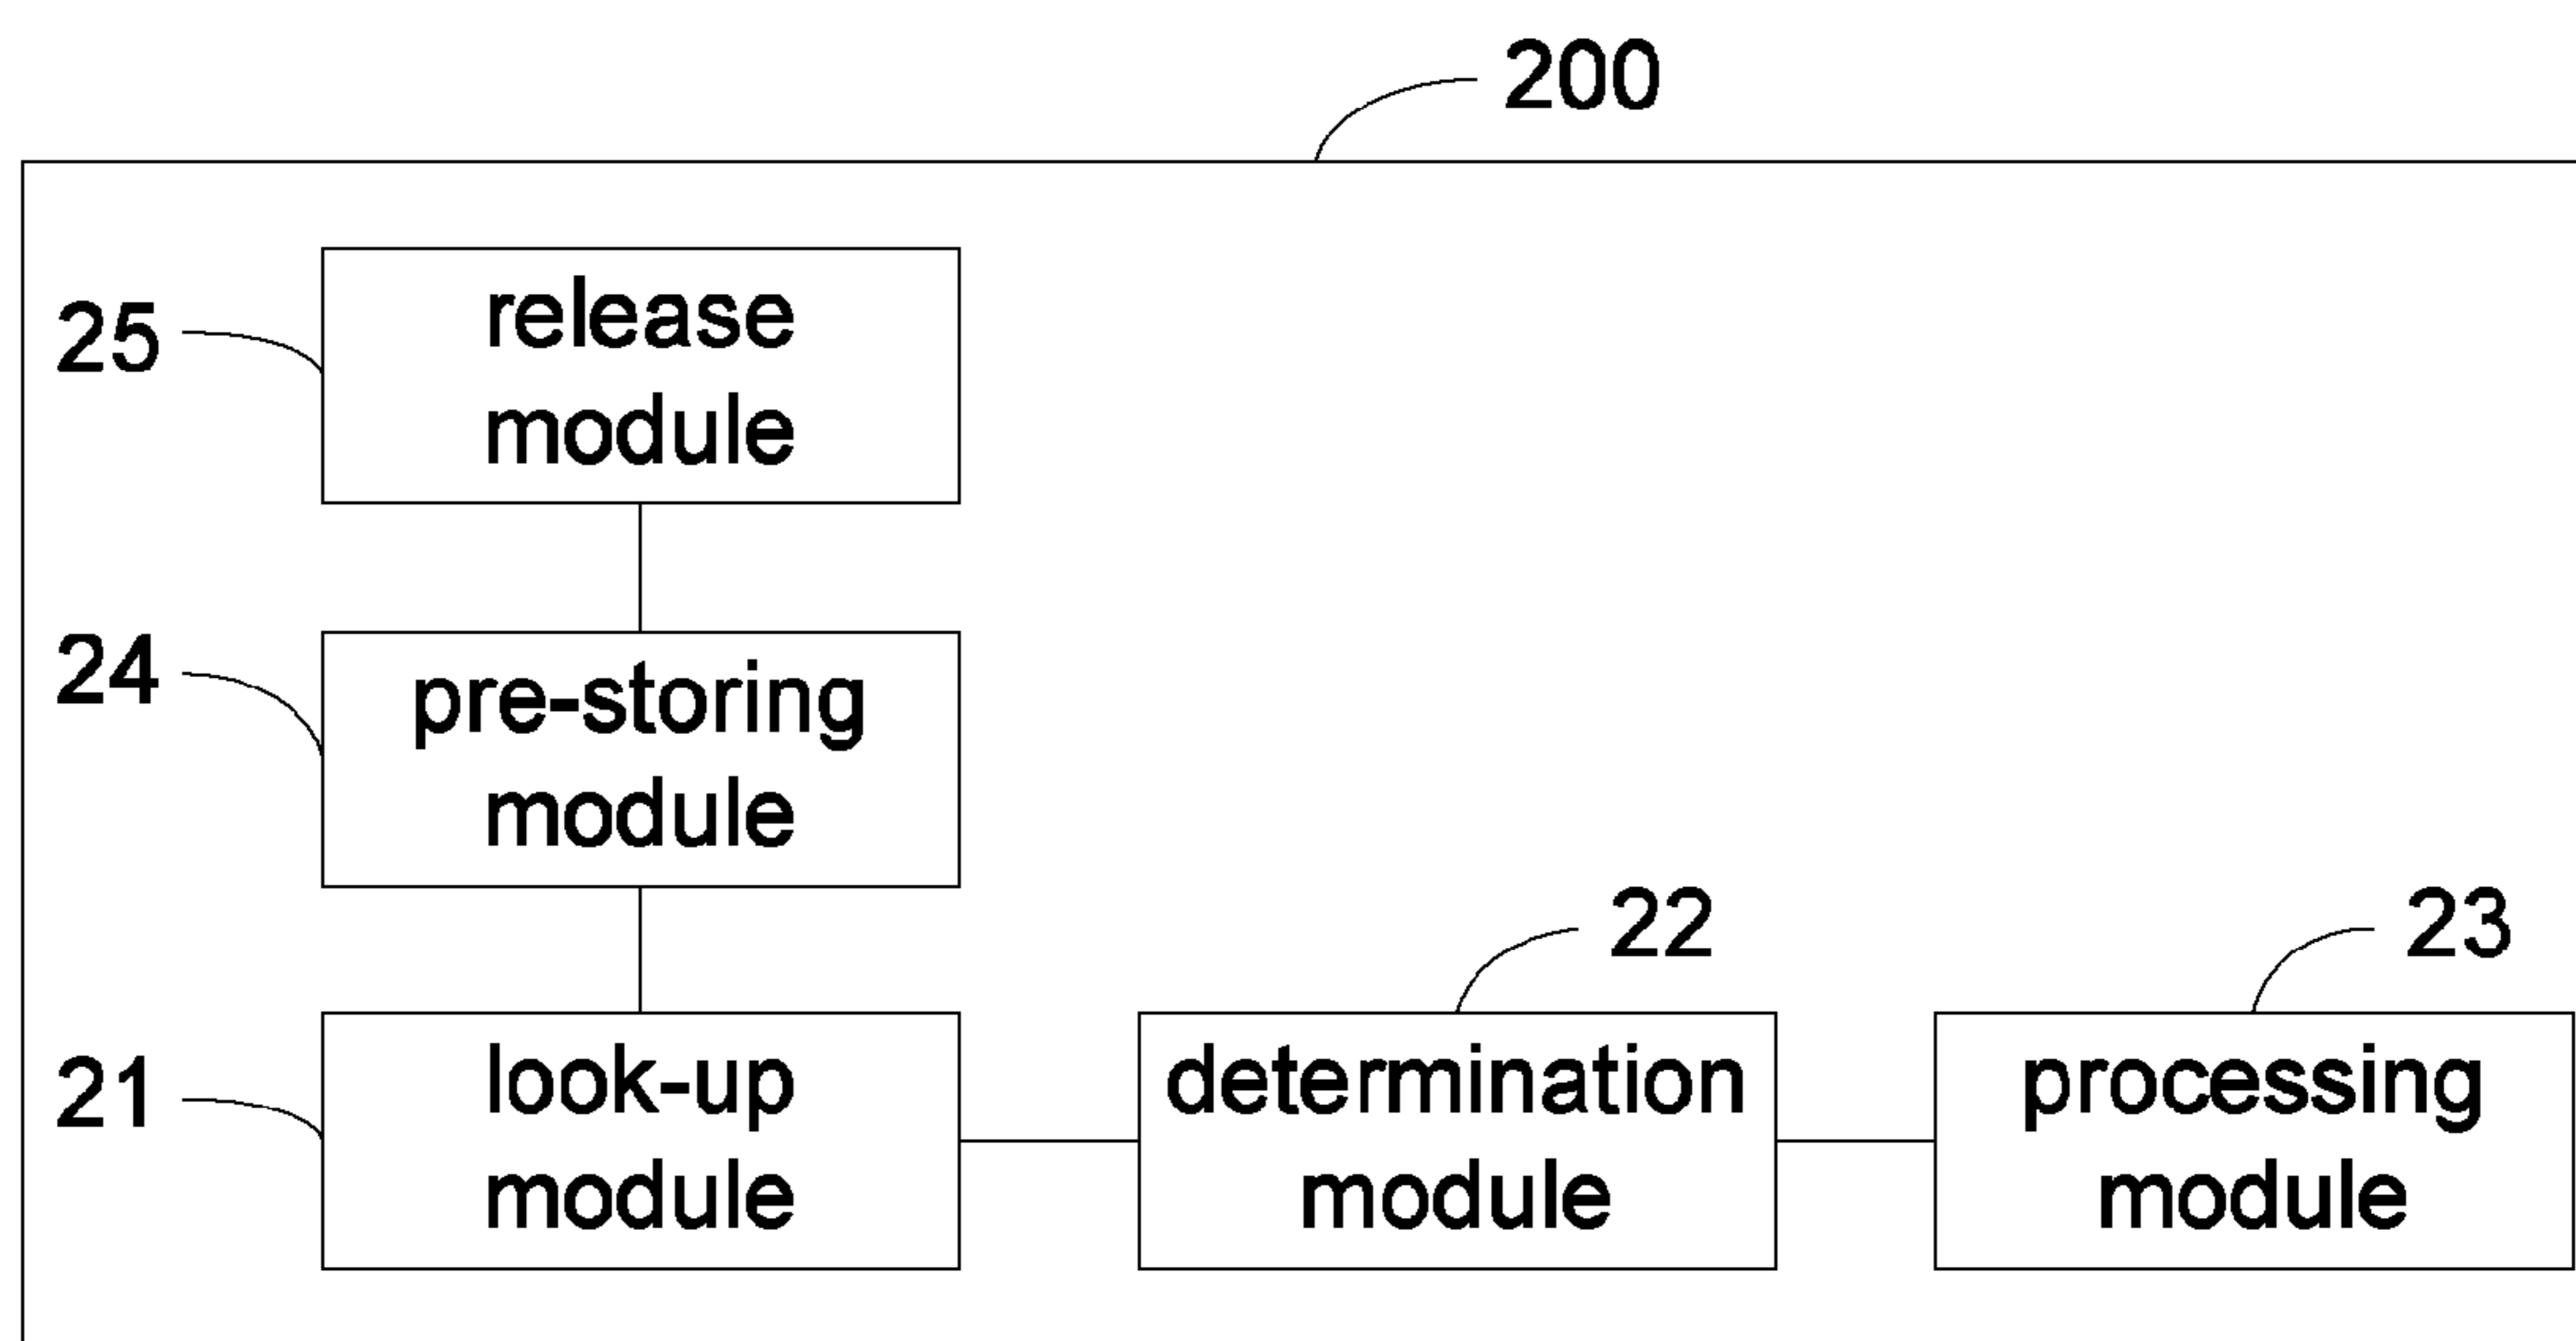 200
25
release
module
24
pre-storing
module
22
23
21
look-up
module
determination
module
processing
module